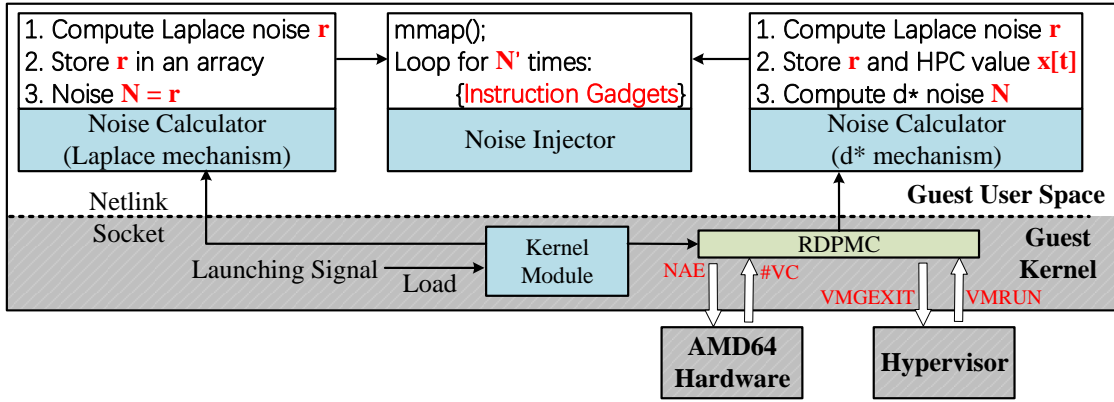 1. Compute Laplace noise r
2. Store r in an arracy
3. Noise N = r
Noise Calculator
(Laplace mechanism)
mmap();
Loop for N' times:
{Instruction Gadgets}
Noise Injector
1. Compute Laplace noise r
2. Store r and HPC value x[t]
3. Compute d* noise N
Noise Calculator
(d* mechanism)
Netlink
Socket
Guest User Space
Guest
Kernel
Launching Signal
Load
Kernel
Module
RDPMC
NAE
#VC
VMGEXIT
VMRUN
AMD64
Hardware
Hypervisor